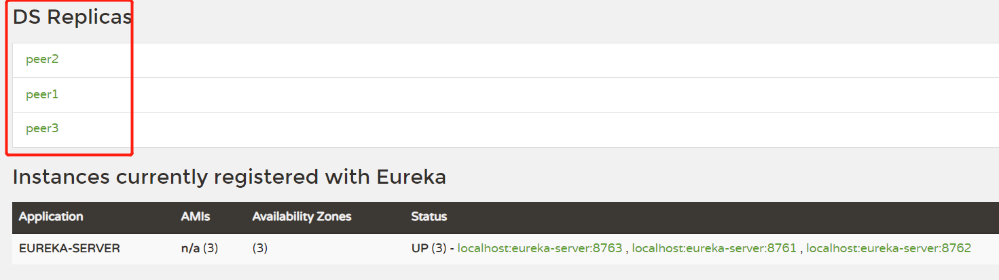 DS Replicas
peer2
peer1
peer3
Instances currently registered with Eureka
Application AMIs Availability Zones Status
EUREKA-SERVER n/a (3) (3) UP (3) - localhost:eureka-server:8763 , localhost:eureka-server:8761 , localhost:eureka-server:8762